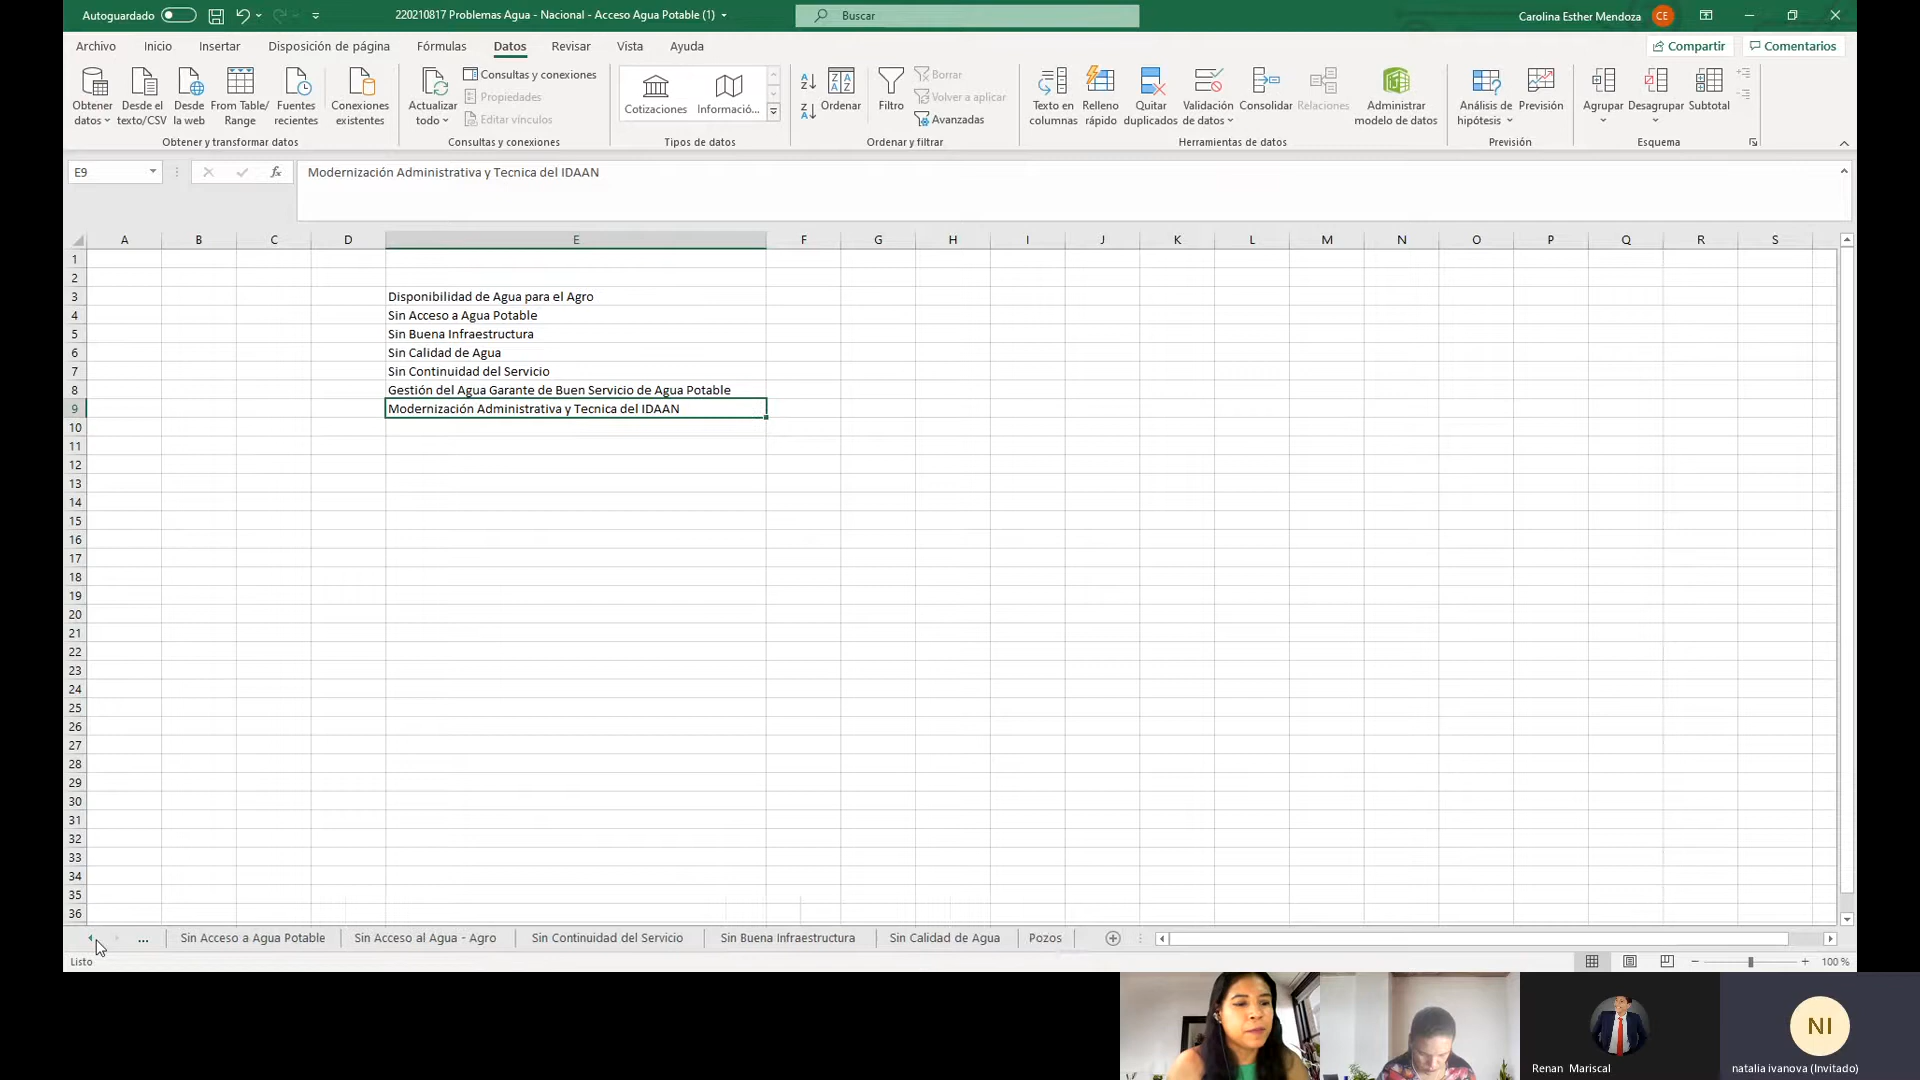 Autoguardado
220210817 Problemas Agua - Nacional - Acceso Agua Potable (1)
Buscar
Carolina Esther Mendoza
CE
Archivo
Inicio
Insertar
Disposición de página
Fórmulas
Datos
Revisar
Vista
Ayuda
Compartir
Comentarios
Obtener datos
Desde el texto/CSV
Desde la web
From Table/ Range
Fuentes recientes
Conexiones existentes
Obtener y transformar datos
Actualizar todo
Consultas y conexiones
Propiedades
Editar vínculos
Consultas y conexiones
Cotizaciones
Informació...
Tipos de datos
Ordenar
Filtro
Borrar
Volver a aplicar
Avanzadas
Ordenar y filtrar
Texto en columnas
Relleno rápido
Quitar duplicados
Validación de datos
Consolidar
Relaciones
Administrar modelo de datos
Herramientas de datos
Análisis de hipótesis
Previsión
Previsión
Agrupar
Desagrupar
Subtotal
Esquema
E9
fx
Modernización Administrativa y Tecnica del IDAAN
A B C D E F G H I J K L M N O P Q R S
1
2
3 Disponibilidad de Agua para el Agro
4 Sin Acceso a Agua Potable
5 Sin Buena Infraestructura
6 Sin Calidad de Agua
7 Sin Continuidad del Servicio
8 Gestión del Agua Garante de Buen Servicio de Agua Potable
9 Modernización Administrativa y Tecnica del IDAAN
10
11
12
13
14
15
16
17
18
19
20
21
22
23
24
25
26
27
28
29
30
31
32
33
34
35
36
...
Sin Acceso a Agua Potable
Sin Acceso al Agua - Agro
Sin Continuidad del Servicio
Sin Buena Infraestructura
Sin Calidad de Agua
Pozos
Listo
100 %
NI
Renan Mariscal
natalia ivanova (Invitado)